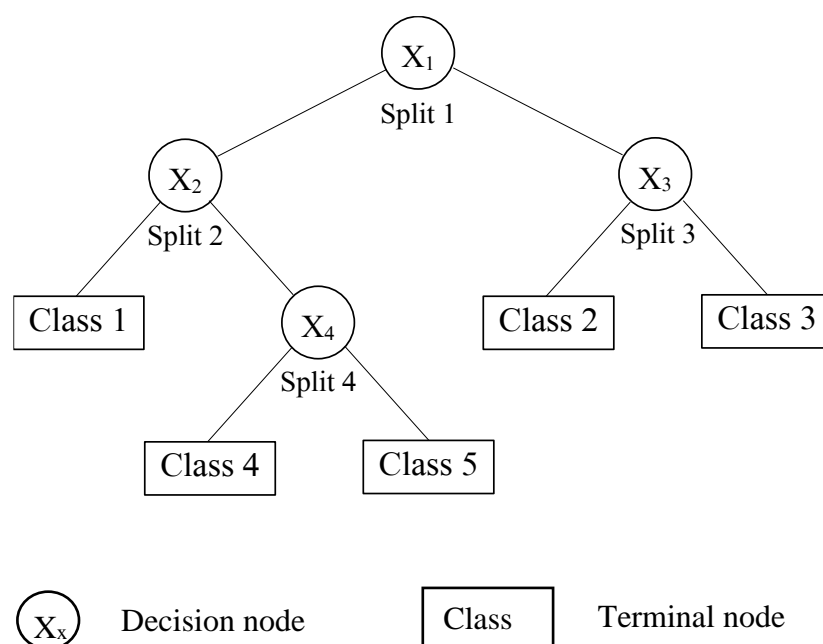 X₁
Split 1
X₂
X₃
Split 2
Split 3
Class 1
X₄
Class 2
Class 3
Split 4
Class 4
Class 5
Xₓ
Decision node
Class
Terminal node